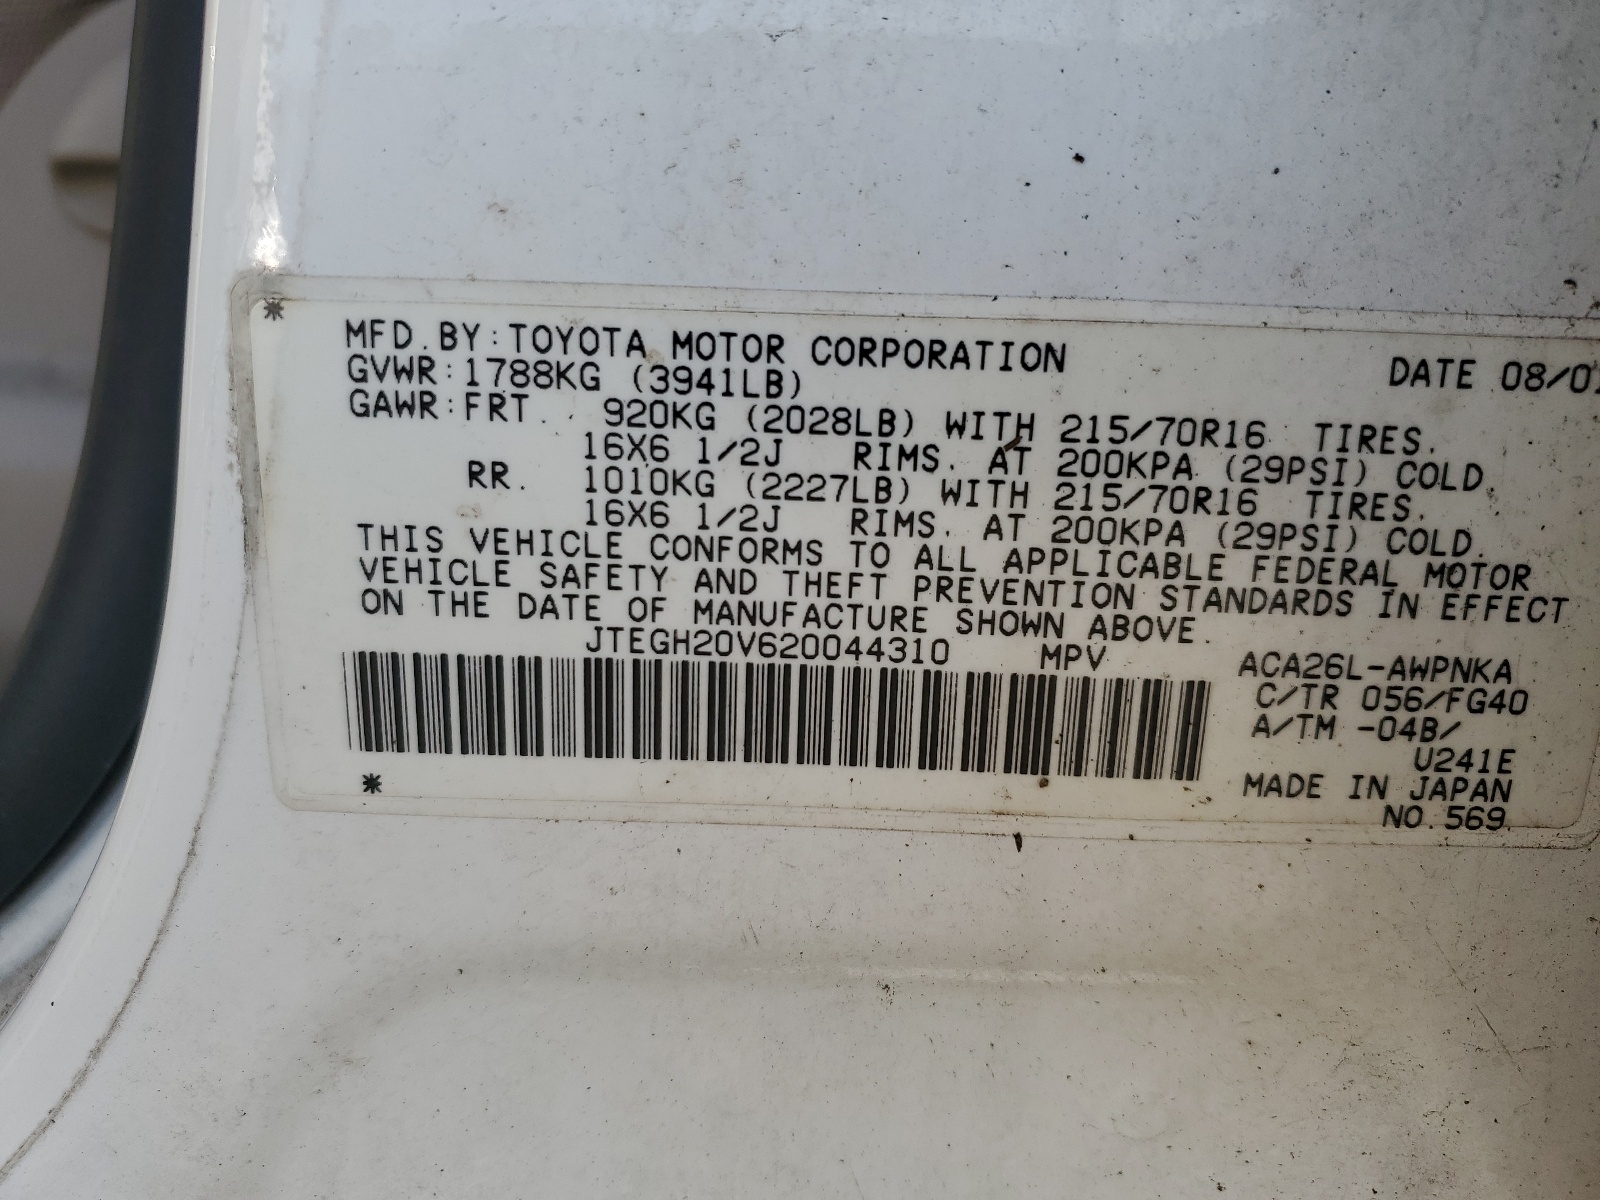 MFD. BY: TOYOTA MOTOR CORPORATION DATE 08/0
GVWR: 1788KG (3941LB)
GAWR: FRT. 920KG (2028LB) WITH 215/70R16 TIRES.
16X6 1/2J RIMS. AT 200KPA (29PSI) COLD.
RR. 1010KG (2227LB) WITH 215/70R16 TIRES.
16X6 1/2J RIMS. AT 200KPA (29PSI) COLD.
THIS VEHICLE CONFORMS TO ALL APPLICABLE FEDERAL MOTOR
VEHICLE SAFETY AND THEFT PREVENTION STANDARDS IN EFFECT
ON THE DATE OF MANUFACTURE SHOWN ABOVE.
JTEGH20V620044310 MPV
ACA26L-AWPNKA
C/TR 056/FG40
A/TM -04B/
U241E
MADE IN JAPAN
NO. 569